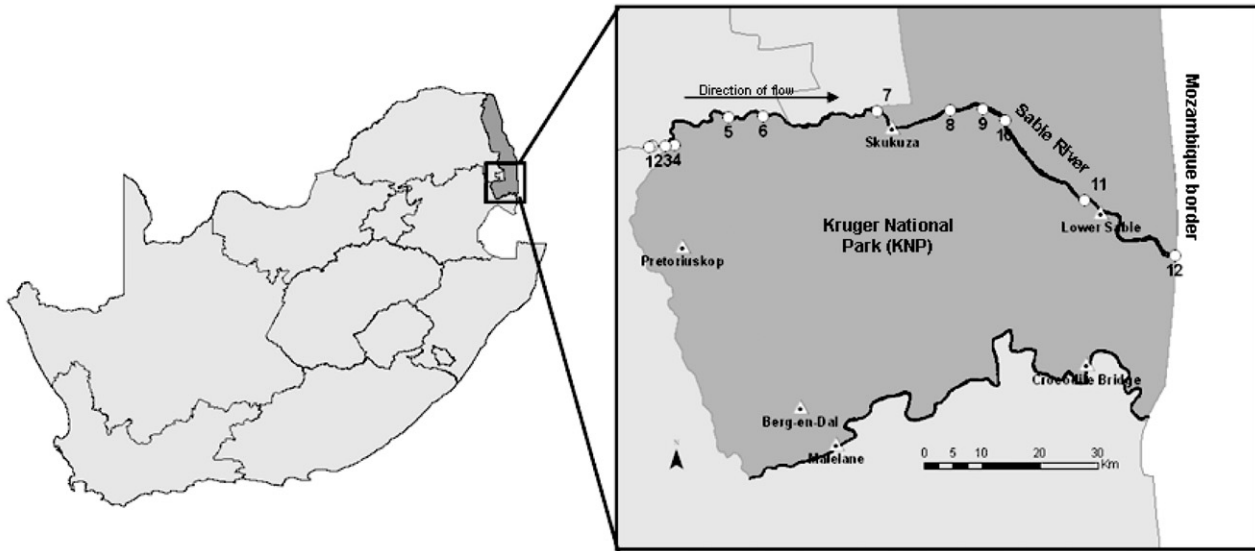 Direction of flow
7
5
6
8
9
10
1234
Skukuza
Sable River
Mozambique border
11
Lower Sable
Kruger National
Park (KNP)
Pretoriuskop
12
Crocodile Bridge
Berg-en-Dal
Malelane
N
0 5 10 20 30
Km